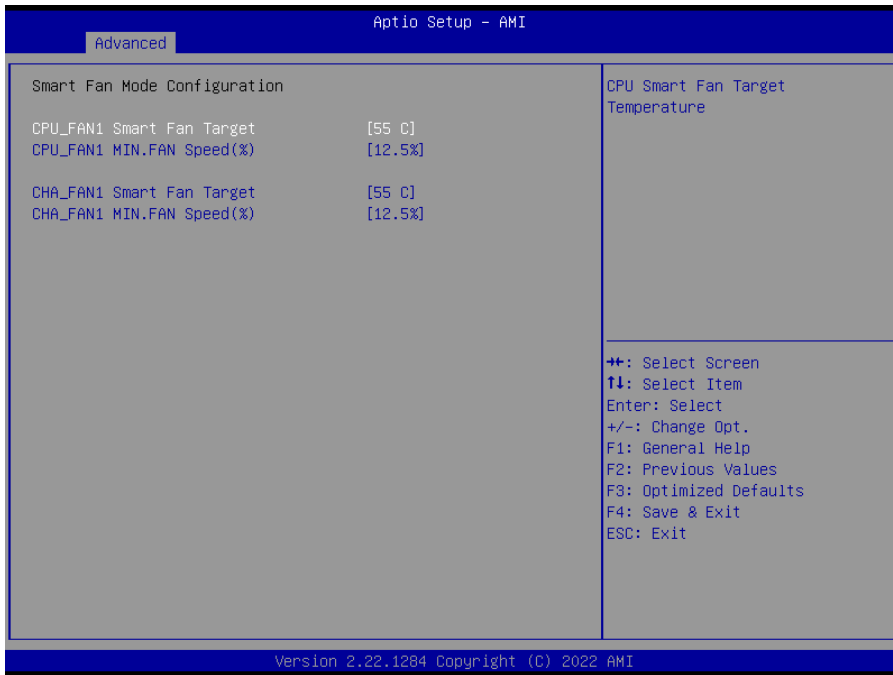 Aptio Setup - AMI
Advanced
Smart Fan Mode Configuration
CPU_FAN1 Smart Fan Target [55 C]
CPU_FAN1 MIN.FAN Speed(%) [12.5%]
CHA_FAN1 Smart Fan Target [55 C]
CHA_FAN1 MIN.FAN Speed(%) [12.5%]
CPU Smart Fan Target
Temperature
→←: Select Screen
↑↓: Select Item
Enter: Select
+/-: Change Opt.
F1: General Help
F2: Previous Values
F3: Optimized Defaults
F4: Save & Exit
ESC: Exit
Version 2.22.1284 Copyright (C) 2022 AMI